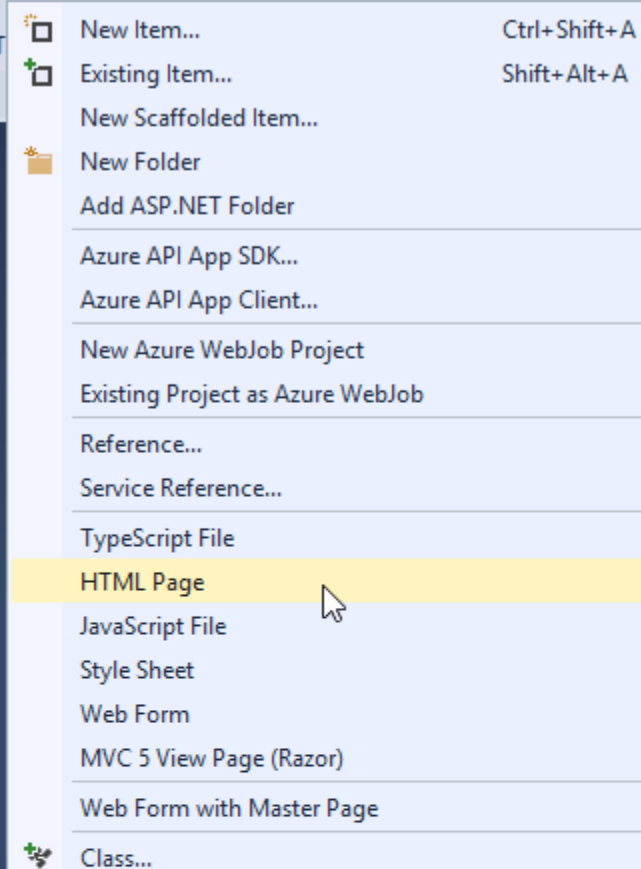 New Item... Ctrl+Shift+A
Existing Item... Shift+Alt+A
New Scaffolded Item...
New Folder
Add ASP.NET Folder
Azure API App SDK...
Azure API App Client...
New Azure WebJob Project
Existing Project as Azure WebJob
Reference...
Service Reference...
TypeScript File
HTML Page
JavaScript File
Style Sheet
Web Form
MVC 5 View Page (Razor)
Web Form with Master Page
Class...